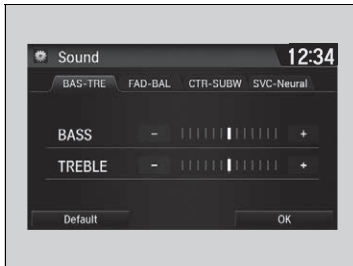 Sound 12:34
BAS-TRE FAD-BAL CTR-SUBW SVC-Neural
BASS - +
TREBLE - +
Default OK